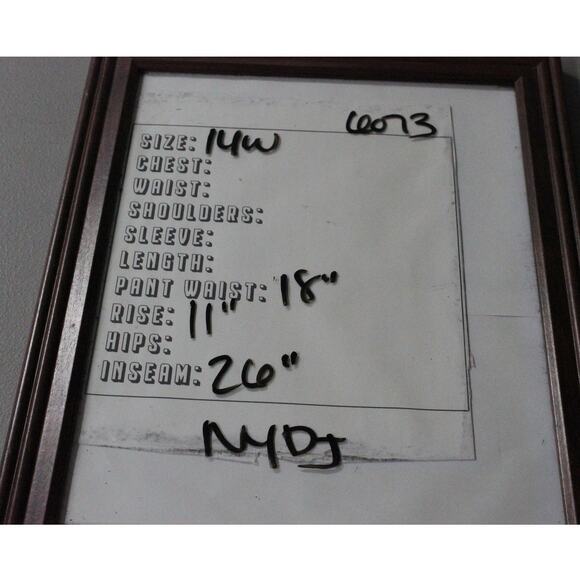 6073
SIZE: 14W
CHEST:
WAIST:
SHOULDERS:
SLEEVE:
LENGTH:
PANT WAIST: 18"
RISE: 11"
HIPS:
INSEAM: 26"
NYDJ